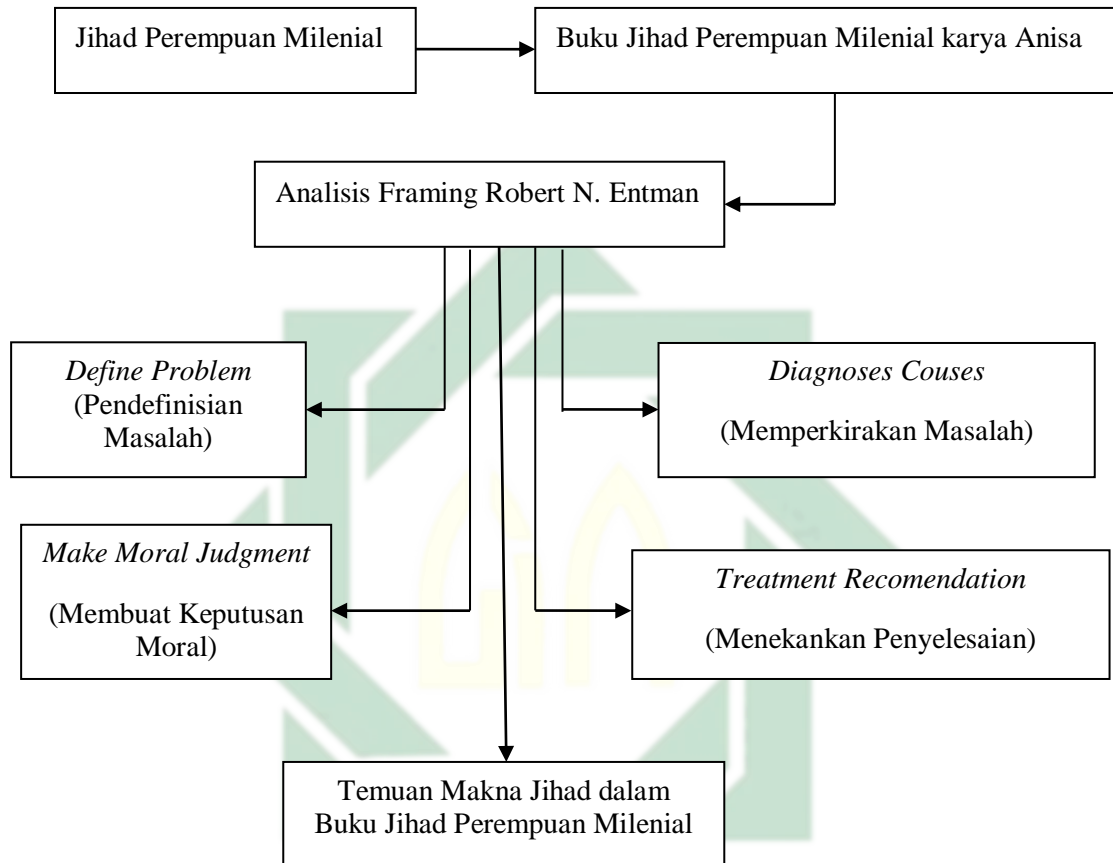 Jihad Perempuan Milenial
Buku Jihad Perempuan Milenial karya Anisa
Analisis Framing Robert N. Entman
Define Problem
(Pendefinisian
Masalah)
Diagnoses Couses
(Memperkirakan Masalah)
Make Moral Judgment
(Membuat Keputusan
Moral)
Treatment Recomendation
(Menekankan Penyelesaian)
Temuan Makna Jihad dalam
Buku Jihad Perempuan Milenial